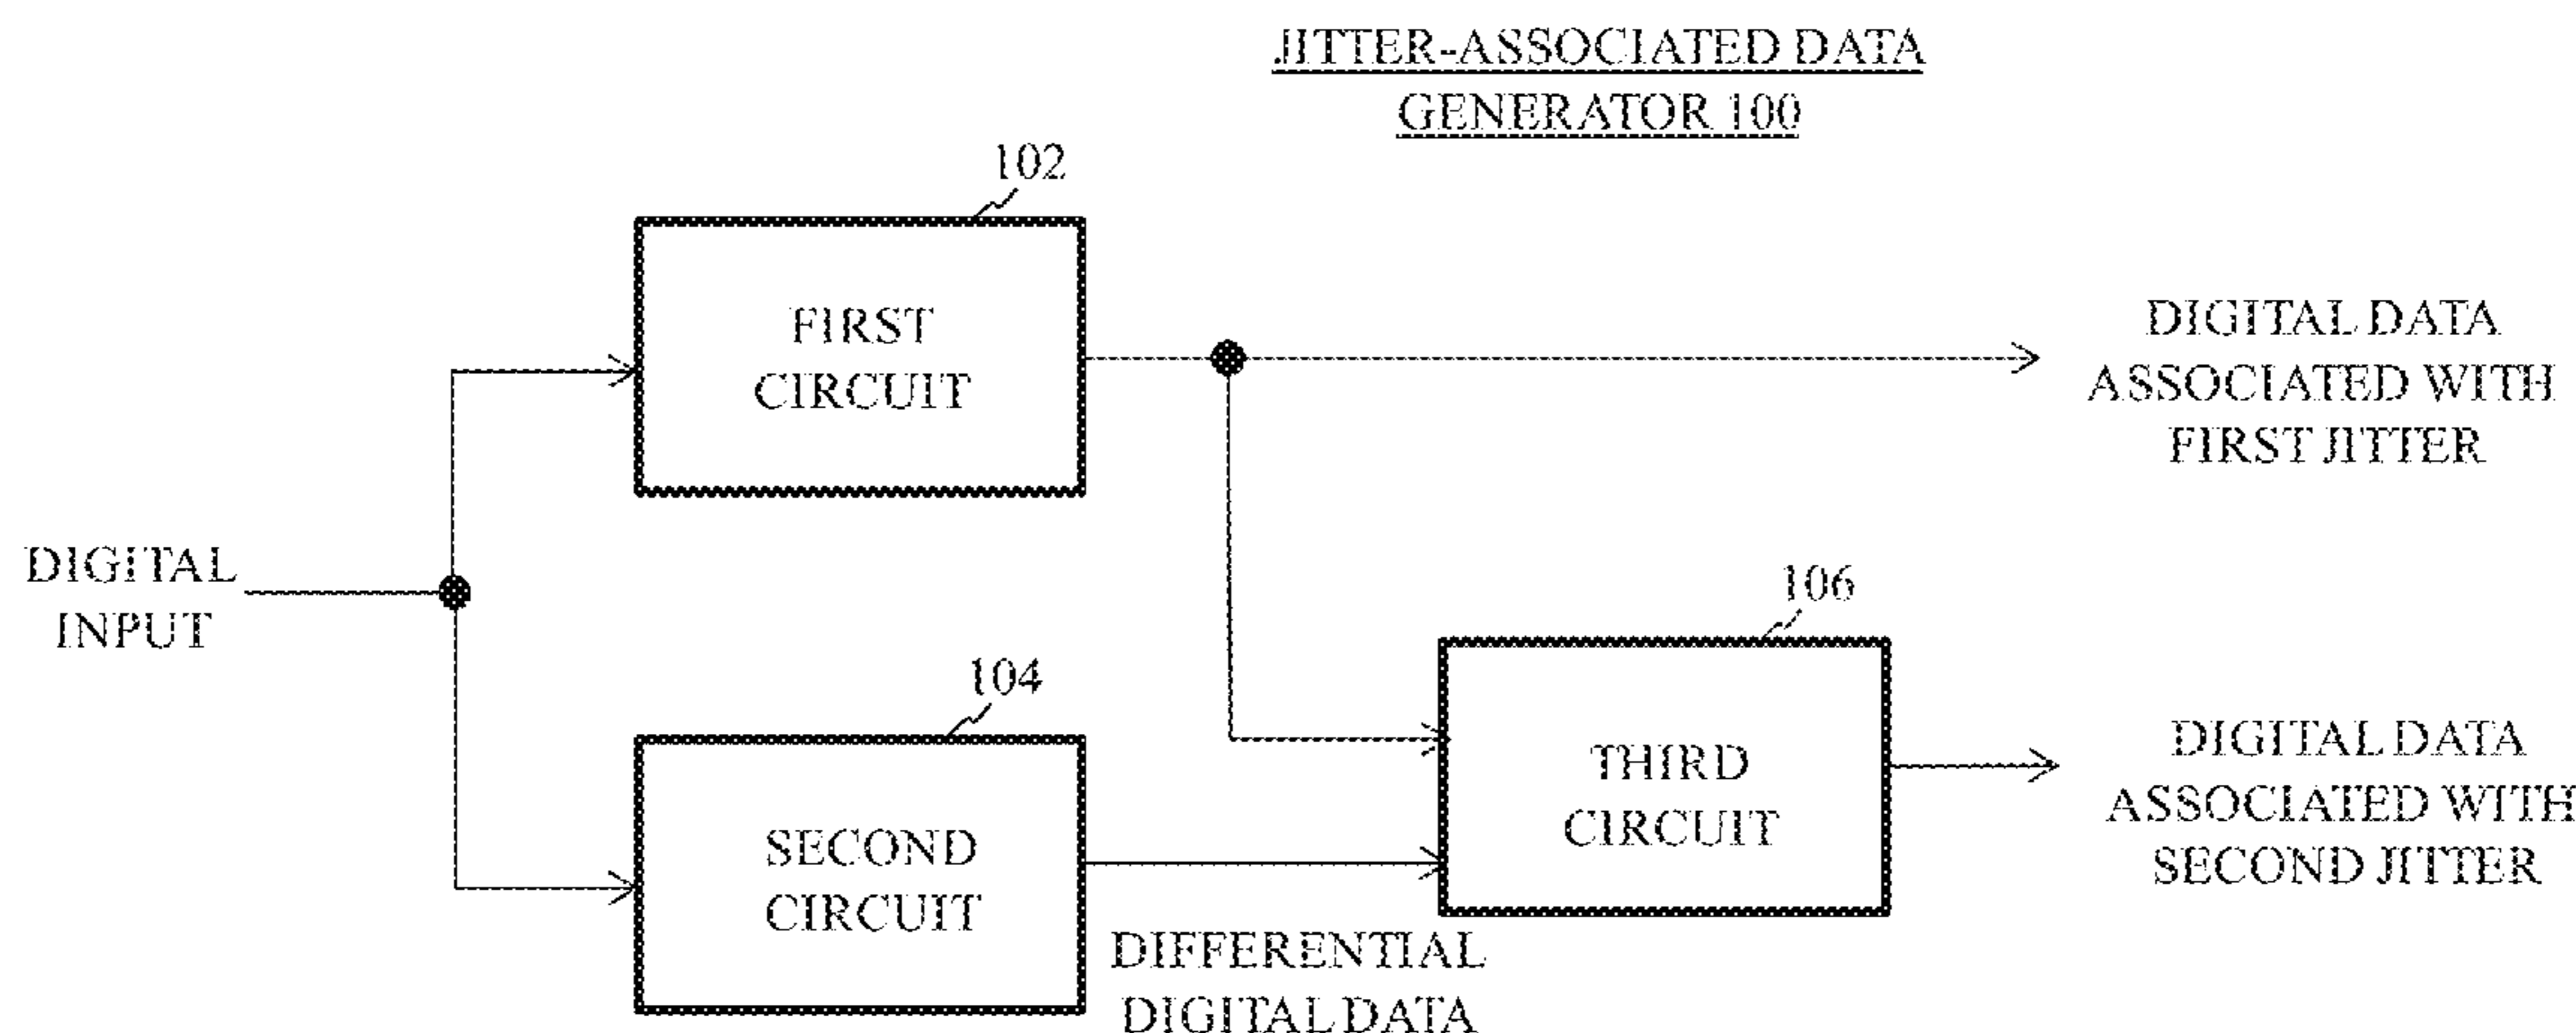 JITTER-ASSOCIATED DATA
GENERATOR 100
102
FIRST
CIRCUIT
DIGITAL DATA
ASSOCIATED WITH
FIRST JITTER
DIGITAL
INPUT
106
104
THIRD
CIRCUIT
DIGITAL DATA
ASSOCIATED WITH
SECOND JITTER
SECOND
CIRCUIT
DIFFERENTIAL
DIGITAL DATA